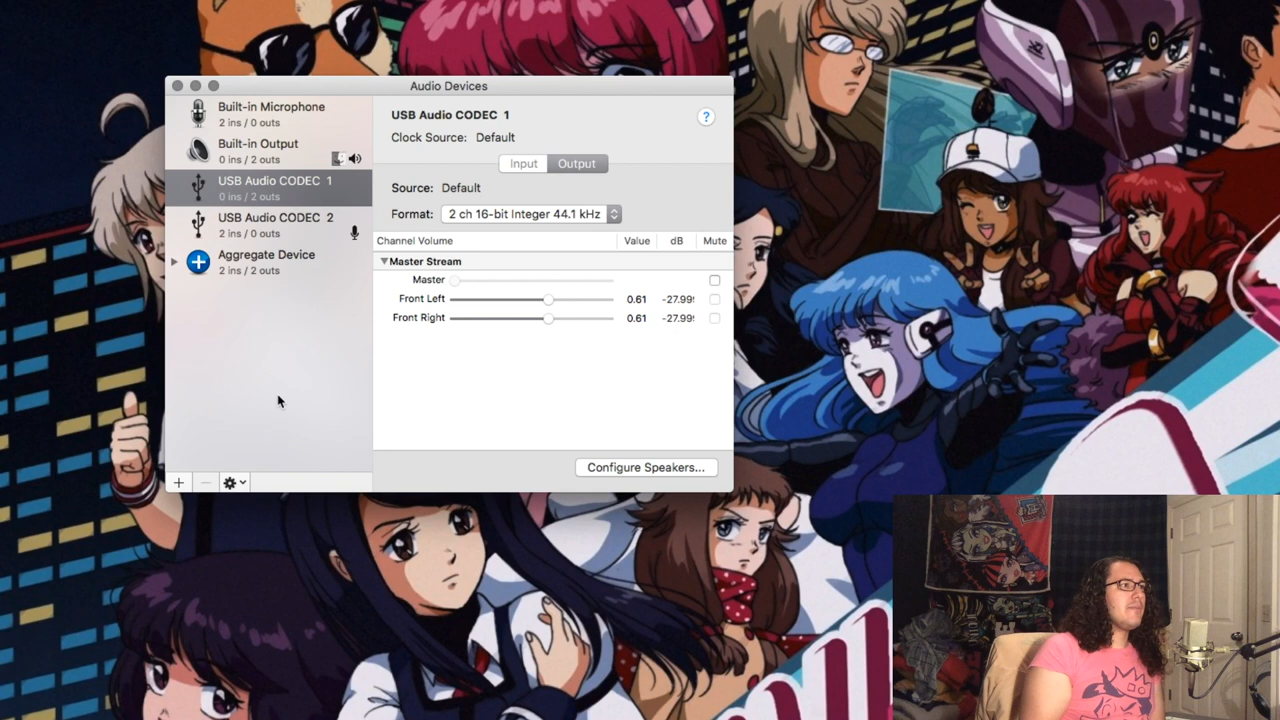 Audio Devices
Built-in Microphone
2 ins / 0 outs
Built-in Output
0 ins / 2 outs
USB Audio CODEC 1
0 ins / 2 outs
USB Audio CODEC 2
2 ins / 0 outs
Aggregate Device
2 ins / 2 outs
USB Audio CODEC 1
?
Clock Source: Default
Input Output
Source: Default
Format: 2 ch 16-bit Integer 44.1 kHz
Channel Volume Value dB Mute
Master Stream
Master
Front Left 0.61 -27.99
Front Right 0.61 -27.99
Configure Speakers...